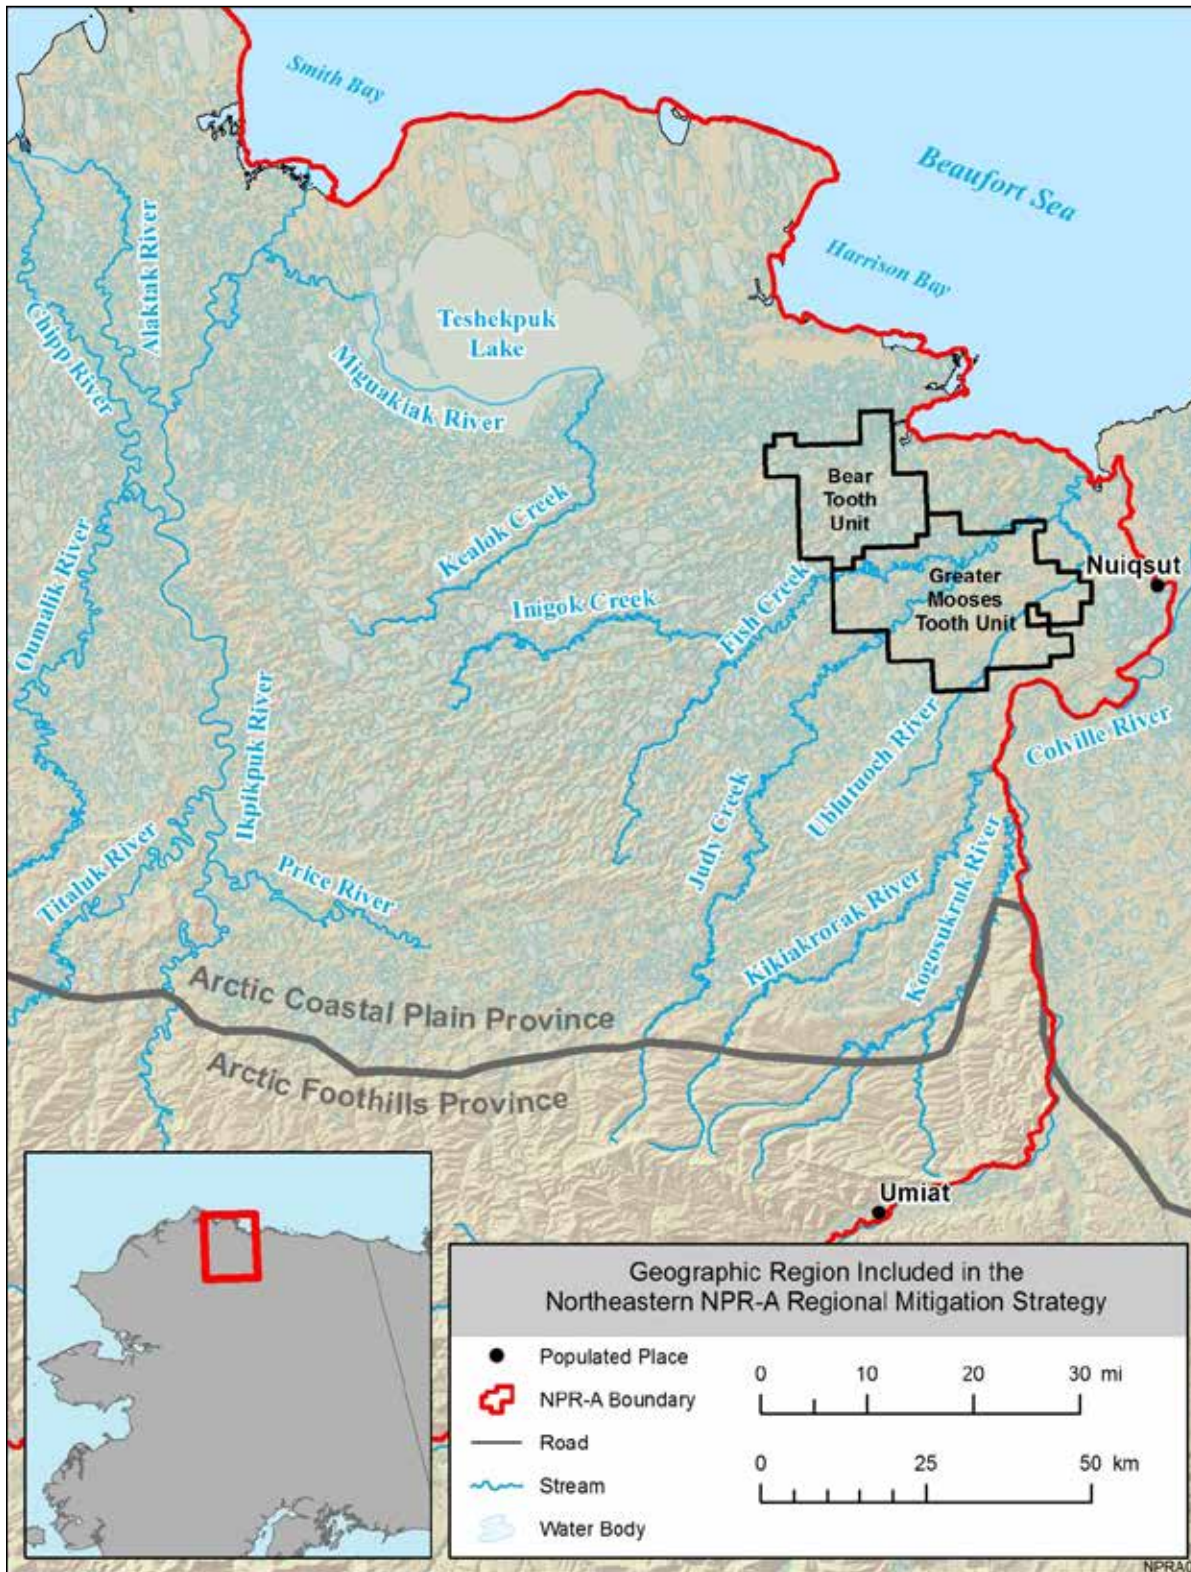 Smith Bay
Beaufort Sea
Harrison Bay
Alaktak River
Chipp River
Teshekpuk
Lake
Miguakiak River
Bear
Tooth
Unit
Kealok Creek
Oumalik River
Inigok Creek
Fish Creek
Greater
Mooses
Tooth Unit
Nuiqsut
Ikpikpuk River
Ublutuoch River
Colville River
Judy Creek
Titaluk River
Price River
Kikiakrorak River
Kogosukruk River
Arctic Coastal Plain Province
Arctic Foothills Province
Umiat
Geographic Region Included in the
Northeastern NPR-A Regional Mitigation Strategy
Populated Place
NPR-A Boundary
Road
Stream
Water Body
0 10 20 30 mi
0 25 50 km